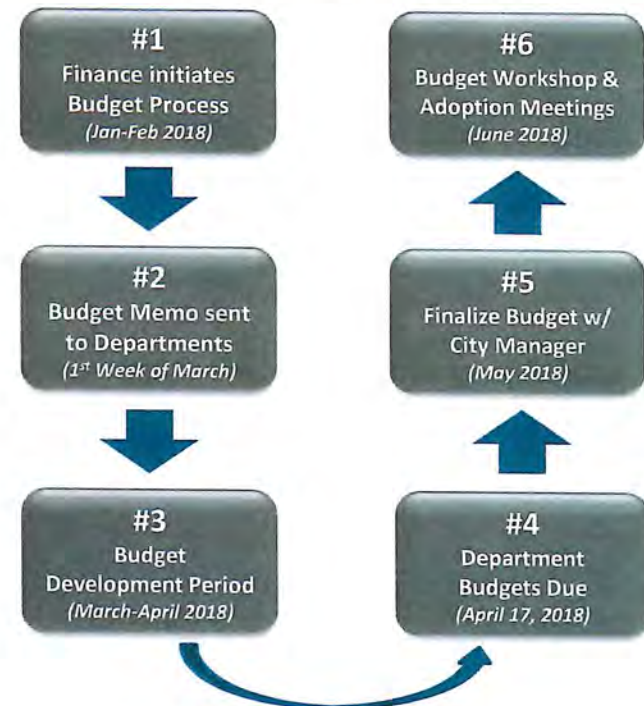 #1
Finance initiates
Budget Process
(Jan-Feb 2018)
#2
Budget Memo sent
to Departments
(1st Week of March)
#3
Budget
Development Period
(March-April 2018)
#4
Department
Budgets Due
(April 17, 2018)
#5
Finalize Budget w/
City Manager
(May 2018)
#6
Budget Workshop &
Adoption Meetings
(June 2018)